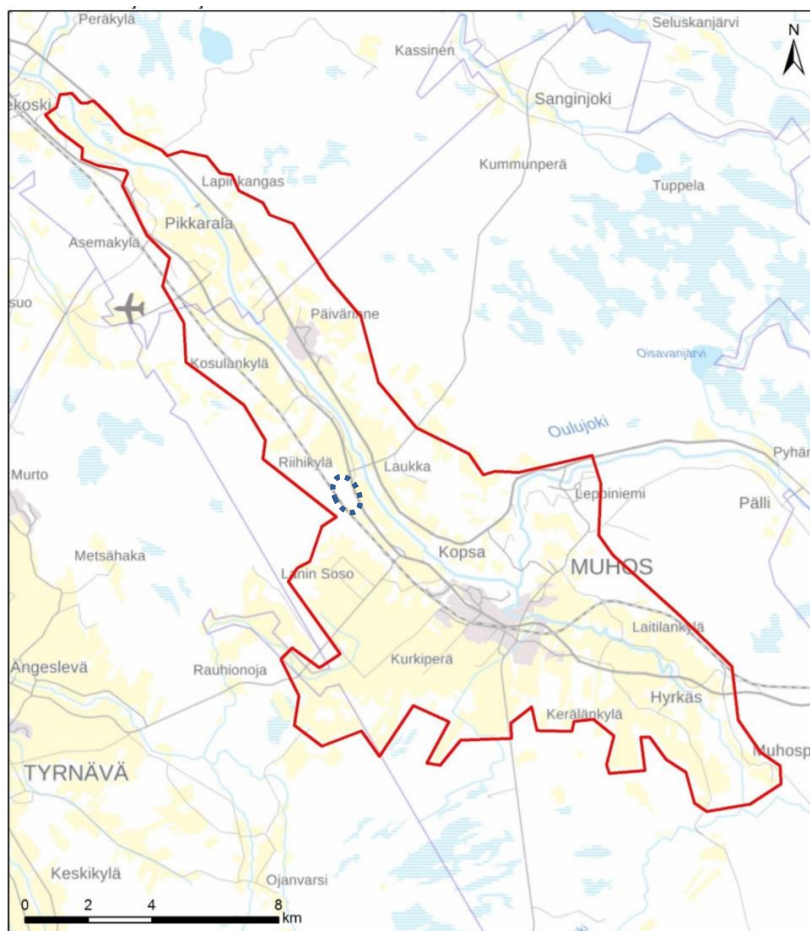 Peräkylä
Seluskanjärvi
N
Kassinen
ekoski
Sanginjoki
Kummunperä
Lapinkangas
Tuppela
Pikkarala
Asemakylä
suo
Päivärinne
Oisavanjärvi
Kosulankylä
Oulujoki
Pyhän
Riihikylä
Laukka
Murto
Leppiniemi
Pälli
Metsähaka
Kopsa
MUHOS
Lanin Soso
Laitilankylä
Kurkiperä
Ängeslevä
Rauhionoja
Hyrkäs
Kerälänkylä
Muhosp
TYRNÄVÄ
Keskikylä
Ojanvarsi
0 2 4 8
km